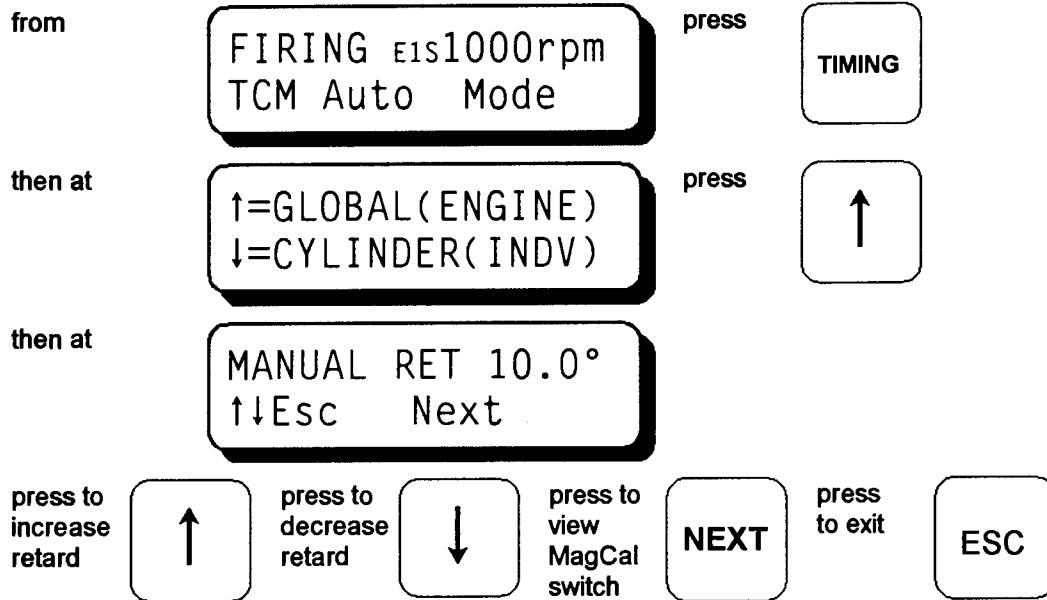 from
FIRING E1S1000rpm
TCM Auto Mode
press
TIMING
then at
↑=GLOBAL(ENGINE)
↓=CYLINDER(INDV)
press
↑
then at
MANUAL RET 10.0°
↑↓Esc Next
press to
increase
retard
↑
press to
decrease
retard
↓
press to
view
MagCal
switch
NEXT
press
to exit
ESC